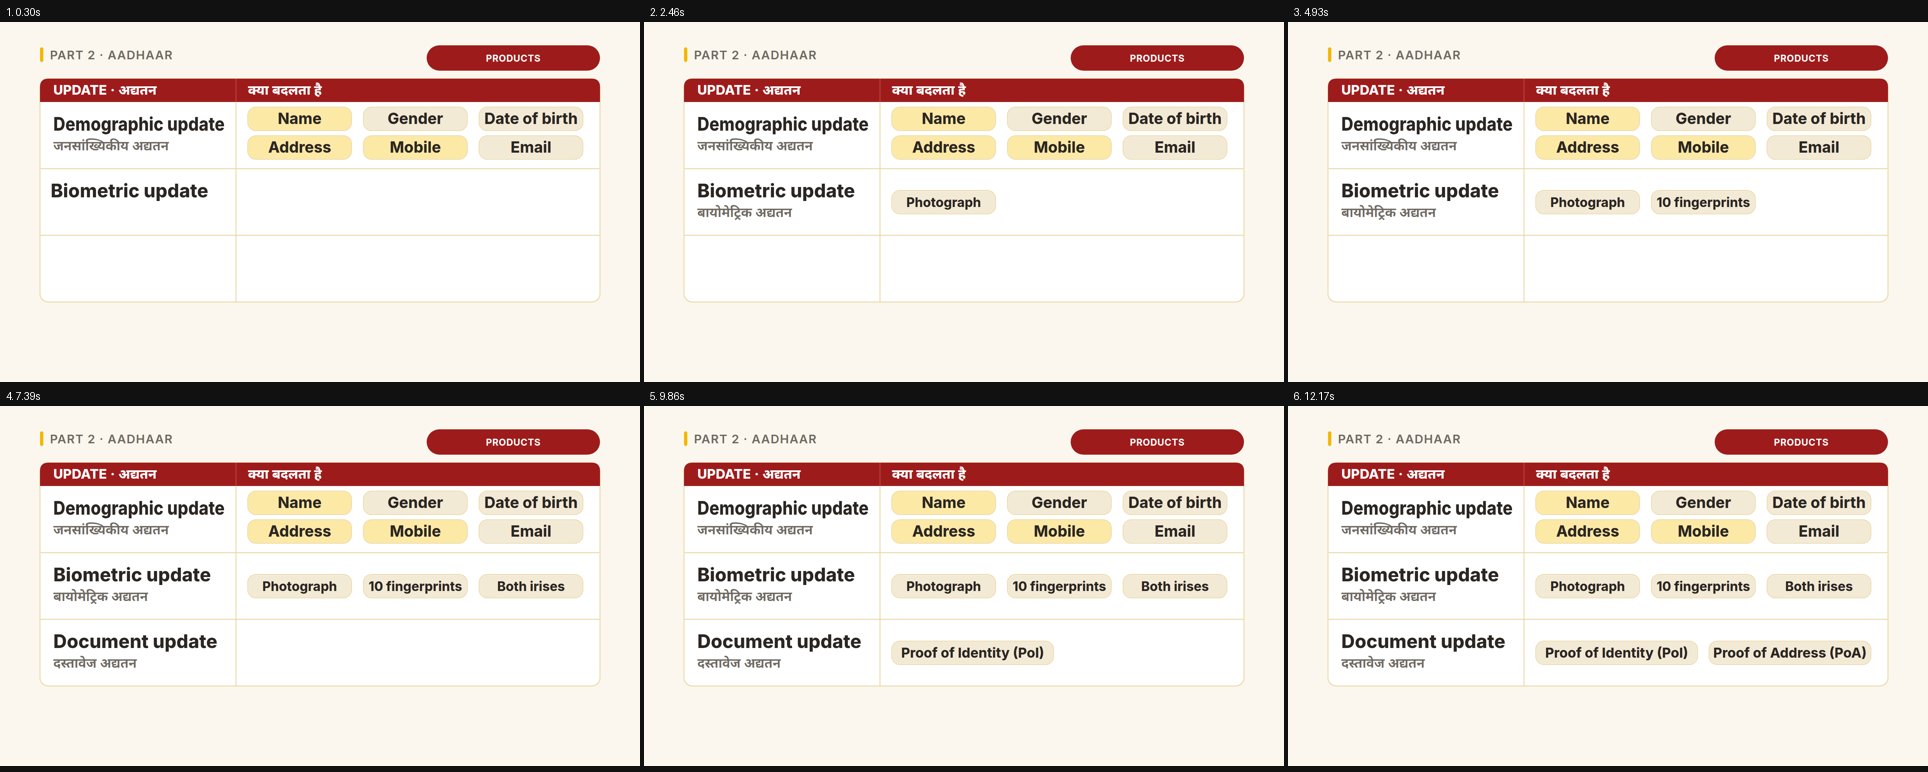 1. 0.30s
PART 2 · AADHAAR
PRODUCTS
UPDATE · अद्यतन क्या बदलता है
Demographic update
जनसांख्यिकीय अद्यतन
Name Gender Date of birth
Address Mobile Email
Biometric update
2. 2.46s
PART 2 · AADHAAR
PRODUCTS
UPDATE · अद्यतन क्या बदलता है
Demographic update
जनसांख्यिकीय अद्यतन
Name Gender Date of birth
Address Mobile Email
Biometric update
बायोमेट्रिक अद्यतन
Photograph
3. 4.93s
PART 2 · AADHAAR
PRODUCTS
UPDATE · अद्यतन क्या बदलता है
Demographic update
जनसांख्यिकीय अद्यतन
Name Gender Date of birth
Address Mobile Email
Biometric update
बायोमेट्रिक अद्यतन
Photograph 10 fingerprints
4. 7.39s
PART 2 · AADHAAR
PRODUCTS
UPDATE · अद्यतन क्या बदलता है
Demographic update
जनसांख्यिकीय अद्यतन
Name Gender Date of birth
Address Mobile Email
Biometric update
बायोमेट्रिक अद्यतन
Photograph 10 fingerprints Both irises
Document update
दस्तावेज अद्यतन
5. 9.86s
PART 2 · AADHAAR
PRODUCTS
UPDATE · अद्यतन क्या बदलता है
Demographic update
जनसांख्यिकीय अद्यतन
Name Gender Date of birth
Address Mobile Email
Biometric update
बायोमेट्रिक अद्यतन
Photograph 10 fingerprints Both irises
Document update
दस्तावेज अद्यतन
Proof of Identity (PoI)
6. 12.17s
PART 2 · AADHAAR
PRODUCTS
UPDATE · अद्यतन क्या बदलता है
Demographic update
जनसांख्यिकीय अद्यतन
Name Gender Date of birth
Address Mobile Email
Biometric update
बायोमेट्रिक अद्यतन
Photograph 10 fingerprints Both irises
Document update
दस्तावेज अद्यतन
Proof of Identity (PoI) Proof of Address (PoA)